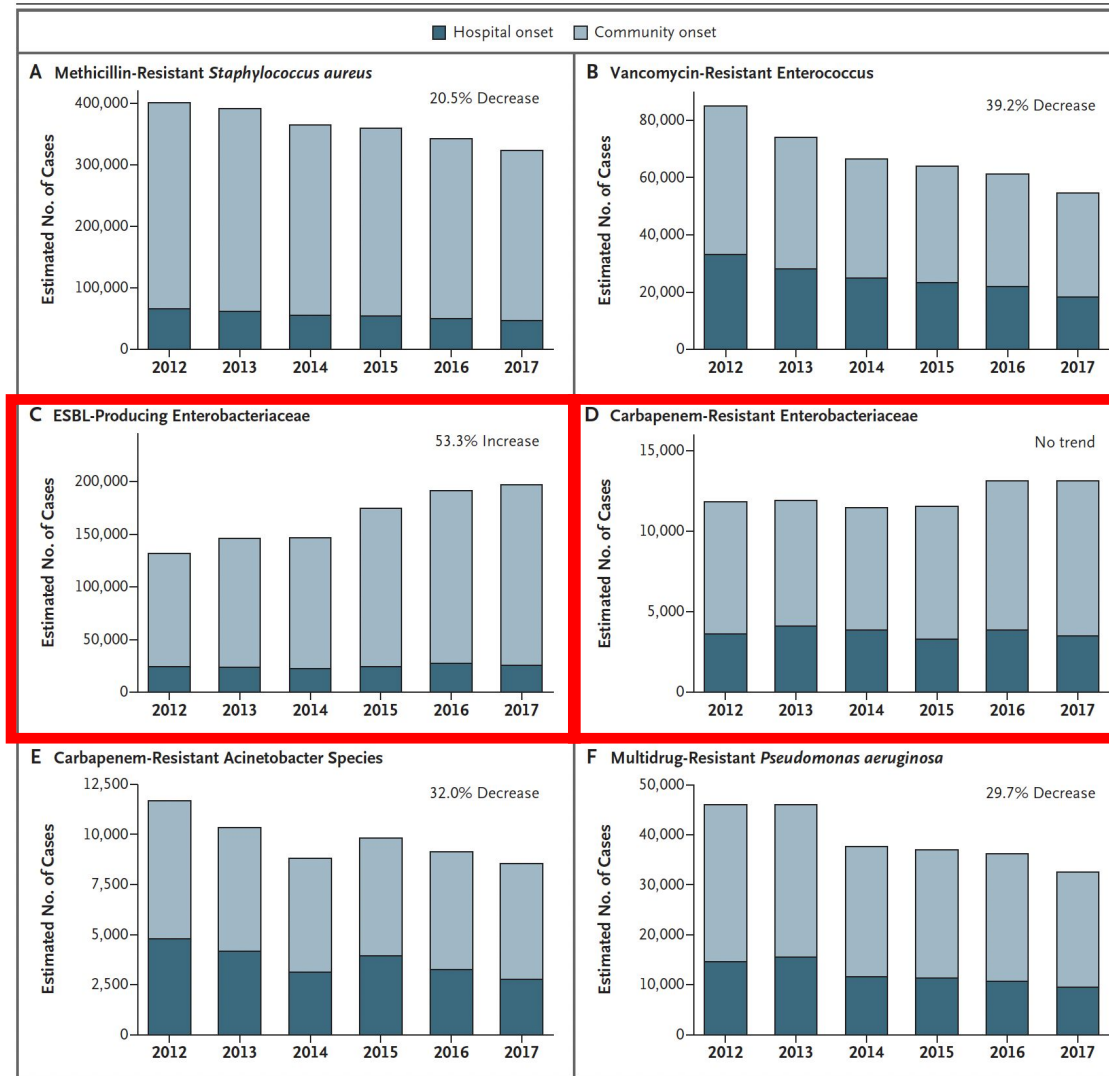 Hospital onset Community onset
A Methicillin-Resistant Staphylococcus aureus
20.5% Decrease
Estimated No. of Cases
400,000
300,000
200,000
100,000
0
2012 2013 2014 2015 2016 2017
B Vancomycin-Resistant Enterococcus
39.2% Decrease
Estimated No. of Cases
80,000
60,000
40,000
20,000
0
2012 2013 2014 2015 2016 2017
C ESBL-Producing Enterobacteriaceae
53.3% Increase
Estimated No. of Cases
200,000
150,000
100,000
50,000
0
2012 2013 2014 2015 2016 2017
D Carbapenem-Resistant Enterobacteriaceae
No trend
Estimated No. of Cases
15,000
10,000
5,000
0
2012 2013 2014 2015 2016 2017
E Carbapenem-Resistant Acinetobacter Species
32.0% Decrease
Estimated No. of Cases
12,500
10,000
7,500
5,000
2,500
0
2012 2013 2014 2015 2016 2017
F Multidrug-Resistant Pseudomonas aeruginosa
29.7% Decrease
Estimated No. of Cases
50,000
40,000
30,000
20,000
10,000
0
2012 2013 2014 2015 2016 2017